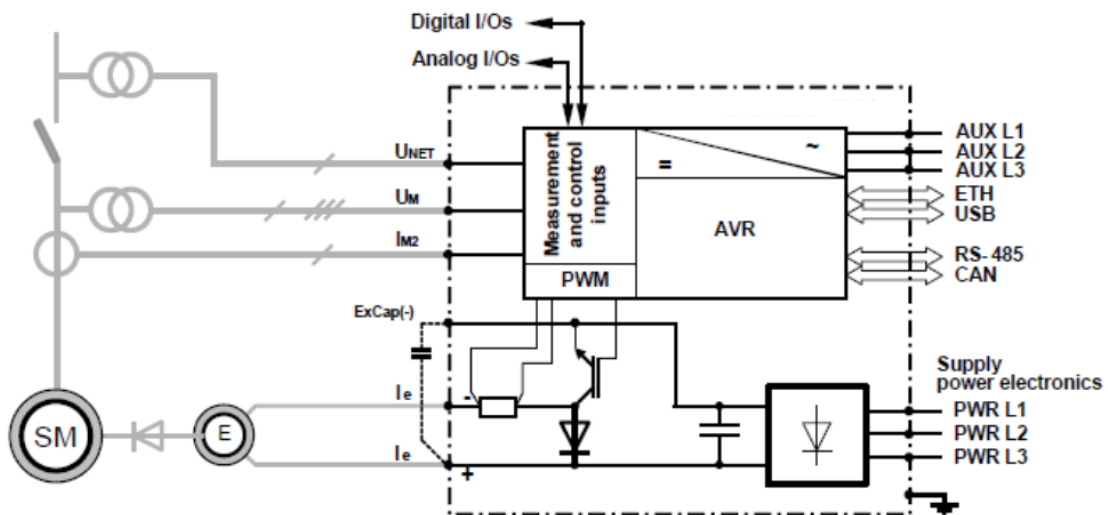 Digital I/Os
Analog I/Os
UNET
UM
IM2
Measurement
and control
inputs
=
~
AVR
PWM
AUX L1
AUX L2
AUX L3
ETH
USB
RS- 485
CAN
ExCap(-)
Ie
-
Ie
+
SM
E
Supply
power electronics
PWR L1
PWR L2
PWR L3